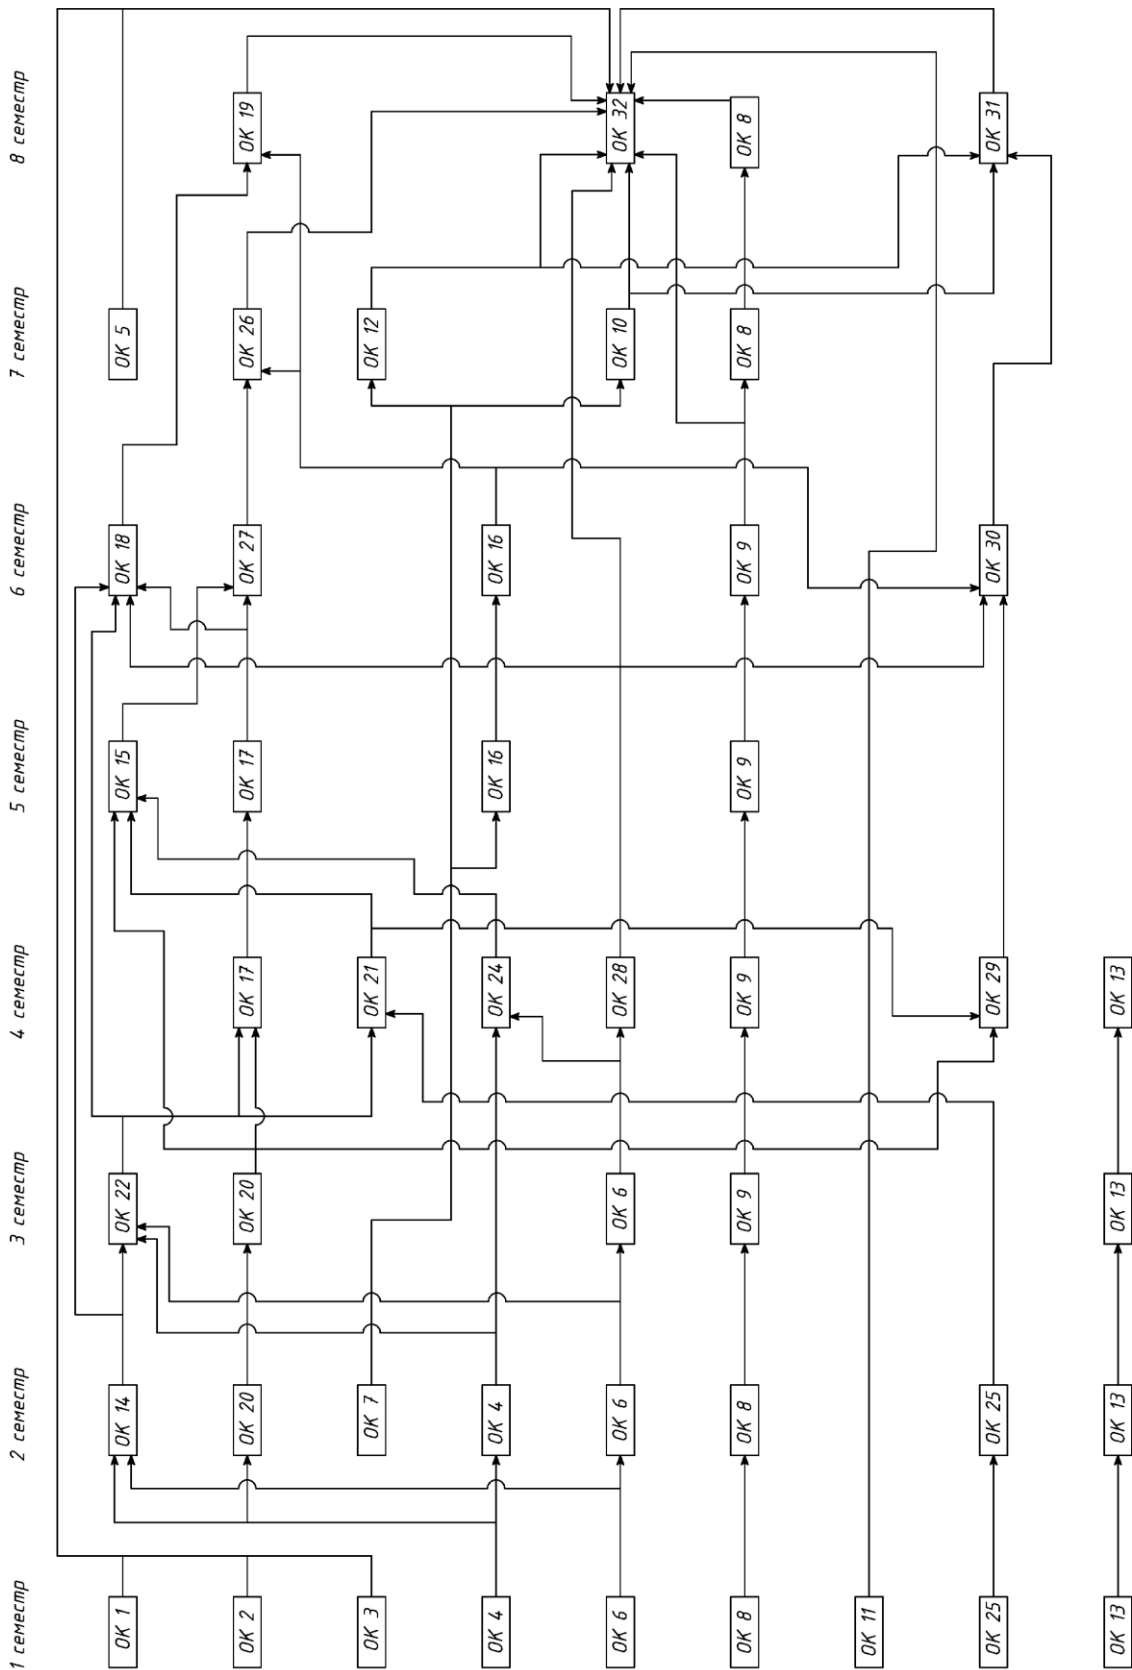 1 семестр
ОК 1
ОК 2
ОК 3
ОК 4
ОК 6
ОК 8
ОК 11
ОК 25
ОК 13
2 семестр
ОК 14
ОК 20
ОК 7
ОК 4
ОК 6
ОК 8
ОК 25
ОК 13
3 семестр
ОК 22
ОК 20
ОК 6
ОК 9
ОК 13
4 семестр
ОК 17
ОК 21
ОК 24
ОК 28
ОК 9
ОК 29
ОК 13
5 семестр
ОК 15
ОК 17
ОК 16
ОК 9
6 семестр
ОК 18
ОК 27
ОК 16
ОК 9
ОК 30
7 семестр
ОК 5
ОК 26
ОК 12
ОК 10
ОК 8
8 семестр
ОК 19
ОК 32
ОК 8
ОК 31